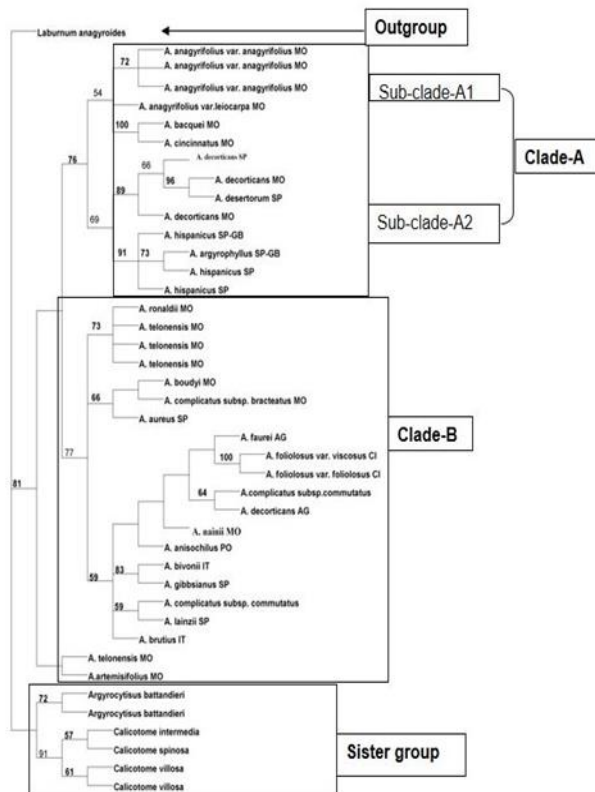 Laburnum anagyroides
Outgroup
A. anagyrifolius var. anagyrifolius MO
A. anagyrifolius var. anagyrifolius MO
72
A. anagyrifolius var. anagyrifolius MO
Sub-clade-A1
54
A. anagyrifolius var.leiocarpa MO
A. bacquei MO
100
A. cincinnatus MO
Clade-A
76
A. decorticans SP
66
A. decorticans MO
96
A. desertorum SP
89
A. decorticans MO
69
Sub-clade-A2
A. hispanicus SP-GB
91
73
A. argyrophyllus SP-GB
A. hispanicus SP
A. hispanicus SP
A. ronaldii MO
73
A. telonensis MO
A. telonensis MO
A. telonensis MO
A. boudyi MO
66
A. complicatus subsp. bracteatus MO
A. aureus SP
Clade-B
A. faurei AG
77
100
A. foliolosus var. viscosus CI
A. foliolosus var. foliolosus CI
81
64
A.complicatus subsp.commutatus
A. decorticans AG
A. nainii MO
A. anisochilus PO
83
A. bivonii IT
59
A. gibbsianus SP
A. complicatus subsp. commutatus
59
A. lainzii SP
A. brutius IT
A. telonensis MO
A.artemisifolius MO
Argyrocytisus battandieri
72
Argyrocytisus battandieri
Calicotome intermedia
57
Calicotome spinosa
91
Sister group
Calicotome villosa
61
Calicotome villosa